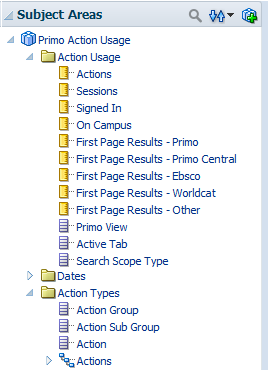 Subject Areas
Primo Action Usage
Action Usage
Actions
Sessions
Signed In
On Campus
First Page Results - Primo
First Page Results - Primo Central
First Page Results - Ebsco
First Page Results - Worldcat
First Page Results - Other
Primo View
Active Tab
Search Scope Type
Dates
Action Types
Action Group
Action Sub Group
Action
Actions